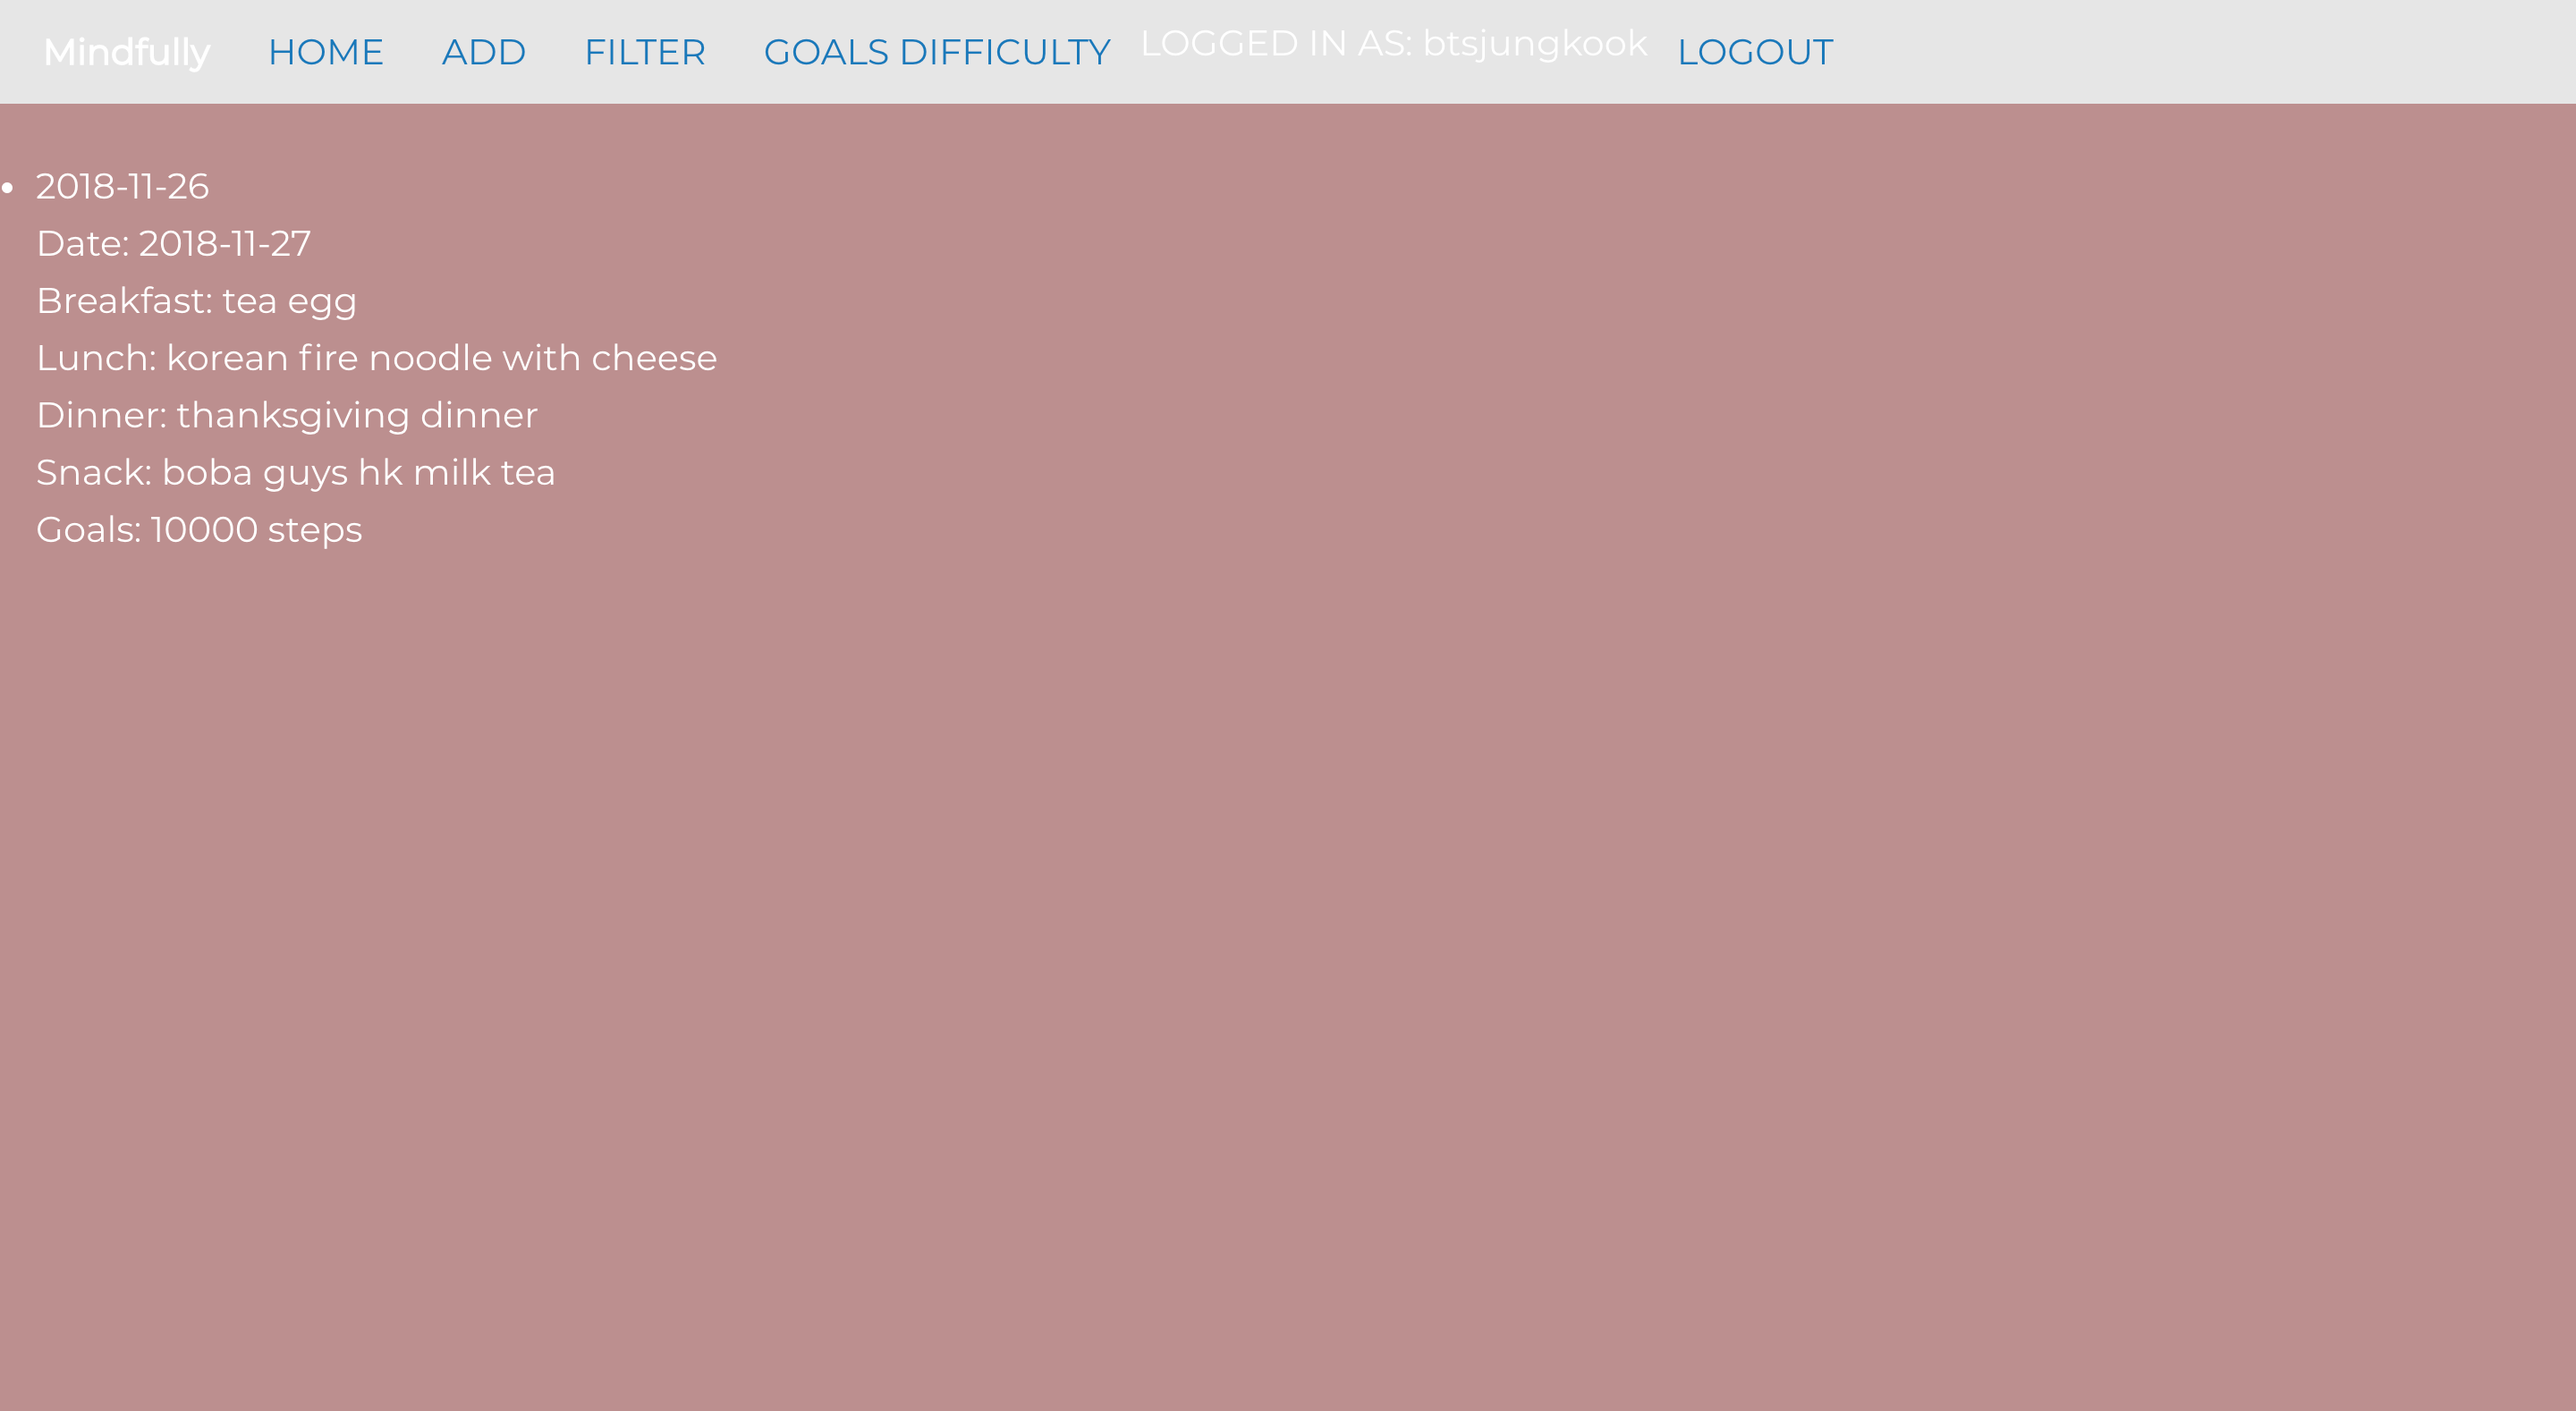 Mindfully HOME ADD FILTER GOALS DIFFICULTY LOGGED IN AS: btsjungkook LOGOUT
• 2018-11-26
Date: 2018-11-27
Breakfast: tea egg
Lunch: korean fire noodle with cheese
Dinner: thanksgiving dinner
Snack: boba guys hk milk tea
Goals: 10000 steps